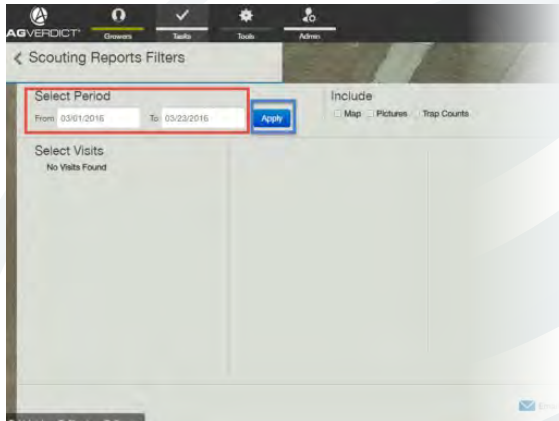 AGVERDICT
Growers Tasks Tools Admin
Scouting Reports Filters
Select Period
Include
From 03/01/2016 To 03/23/2016 Apply
Map Pictures Trap Counts
Select Visits
No Visits Found